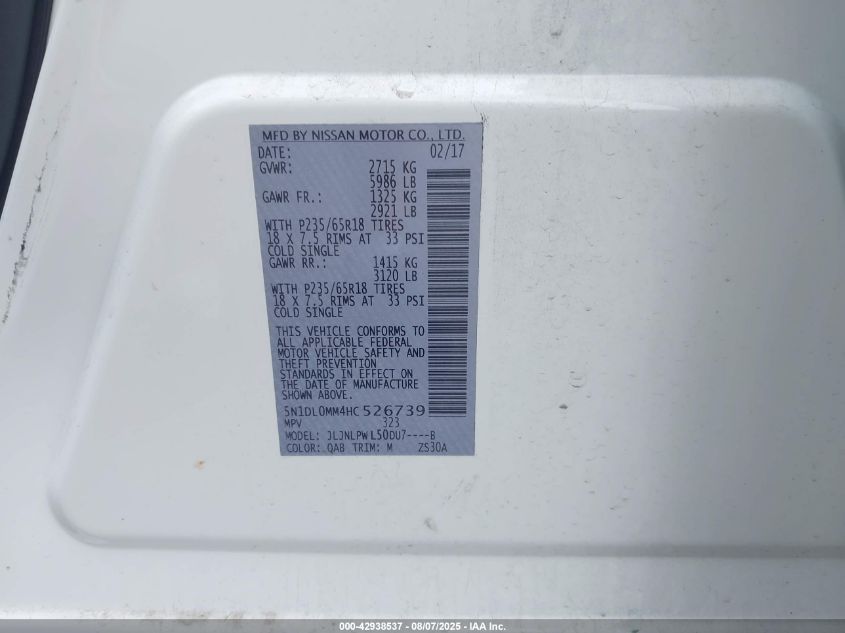 MFD BY NISSAN MOTOR CO., LTD.
DATE: 02/17
GVWR: 2715 KG
5986 LB
GAWR FR.: 1325 KG
2921 LB
WITH P235/65R18 TIRES
18 X 7.5 RIMS AT 33 PSI
COLD SINGLE
GAWR RR.: 1415 KG
3120 LB
WITH P235/65R18 TIRES
18 X 7.5 RIMS AT 33 PSI
COLD SINGLE
THIS VEHICLE CONFORMS TO
ALL APPLICABLE FEDERAL
MOTOR VEHICLE SAFETY AND
THEFT PREVENTION
STANDARDS IN EFFECT ON
THE DATE OF MANUFACTURE
SHOWN ABOVE.
5N1DL0MM4HC526739
MPV 323
MODEL: JLJNLPWL50DU7----B
COLOR: QAB TRIM: M ZS30A
000-42938537 - 08/07/2025 - IAA Inc.